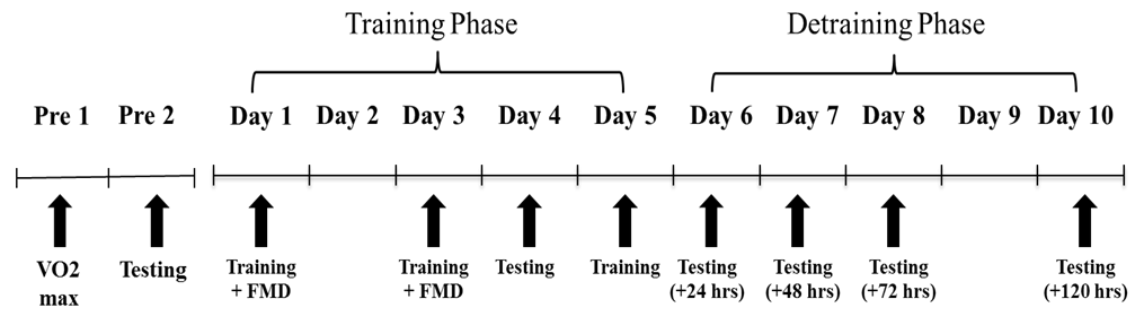 Training Phase
Detraining Phase
Pre 1
Pre 2
Day 1
Day 2
Day 3
Day 4
Day 5
Day 6
Day 7
Day 8
Day 9
Day 10
VO2
max
Testing
Training
+ FMD
Training
+ FMD
Testing
Training
Testing
(+24 hrs)
Testing
(+48 hrs)
Testing
(+72 hrs)
Testing
(+120 hrs)